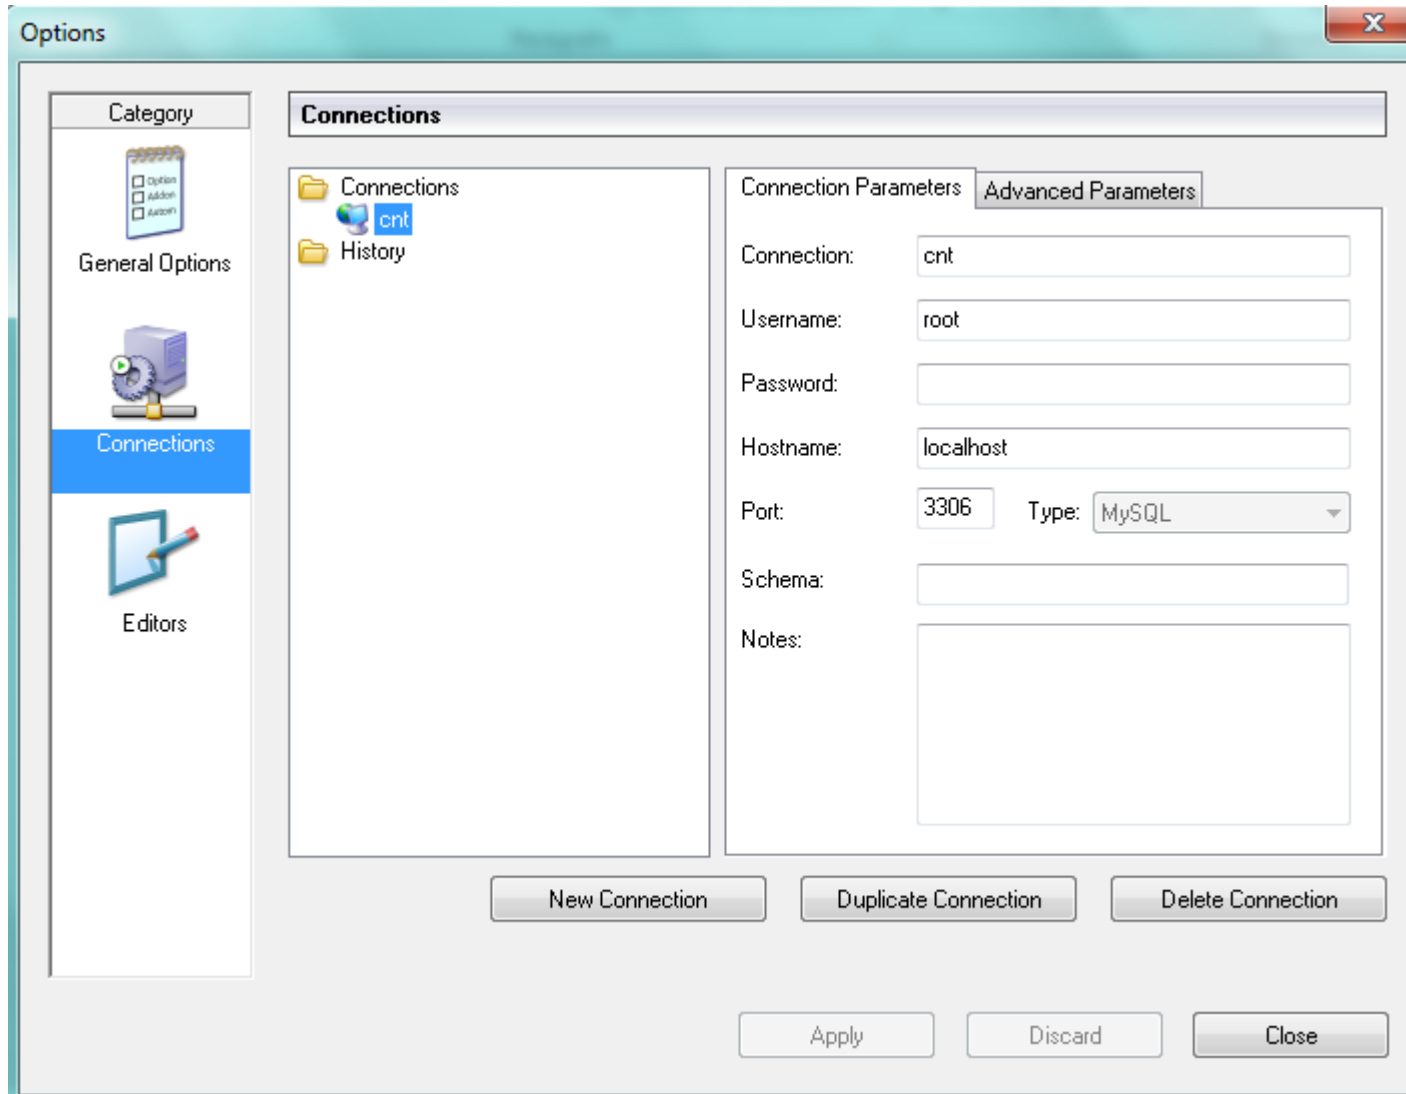 Options
Category
General Options
Connections
Editors
Connections
Connections
cnt
History
Connection Parameters
Advanced Parameters
Connection: cnt
Username: root
Password:
Hostname: localhost
Port: 3306 Type: MySQL
Schema:
Notes:
New Connection Duplicate Connection Delete Connection
Apply Discard Close